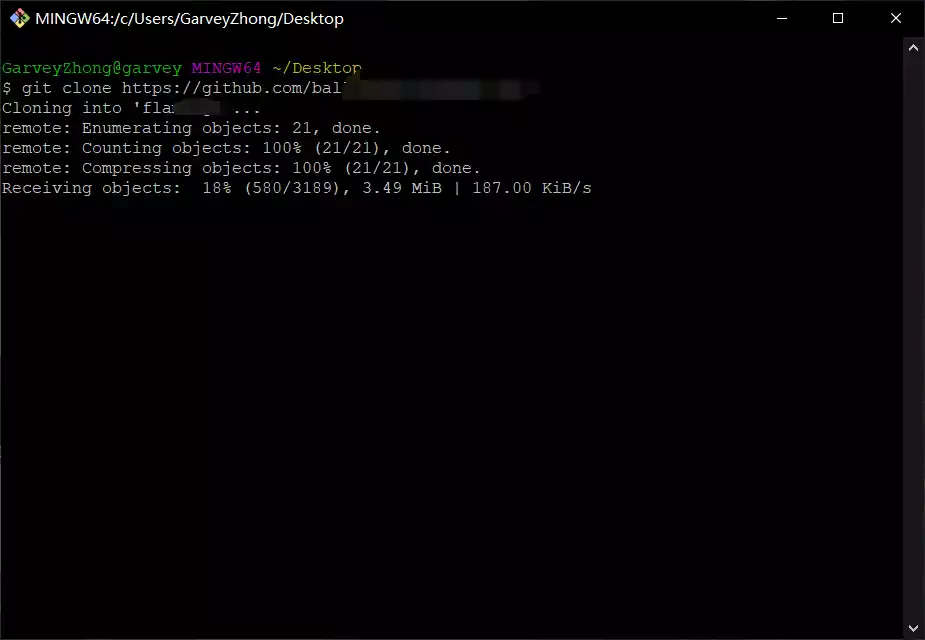 MINGW64:/c/Users/GarveyZhong/Desktop
GarveyZhong@garvey MINGW64 ~/Desktop
$ git clone https://github.com/bal
Cloning into 'fla ...
remote: Enumerating objects: 21, done.
remote: Counting objects: 100% (21/21), done.
remote: Compressing objects: 100% (21/21), done.
Receiving objects:  18% (580/3189), 3.49 MiB | 187.00 KiB/s